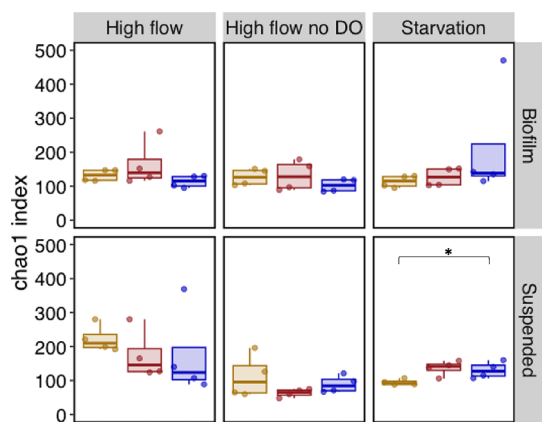 High flow
High flow no DO
Starvation
chao1 index
500
400
300
200
100
0
Biofilm
500
400
300
200
100
0
*
Suspended